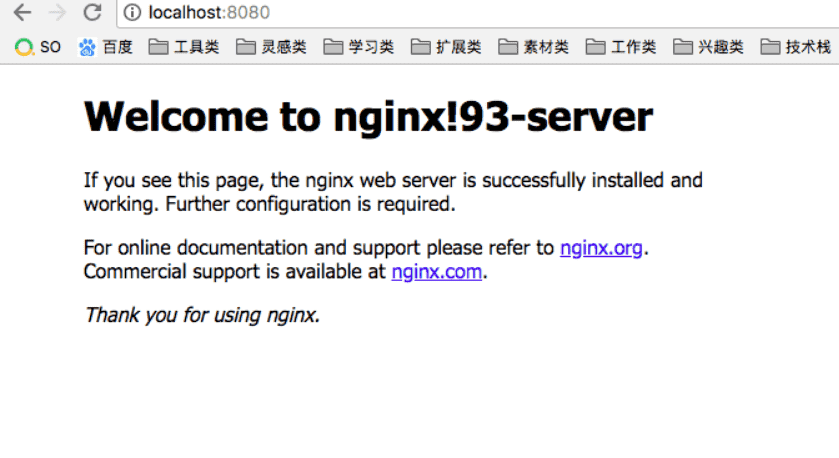 localhost:8080
SO 百度 工具类 灵感类 学习类 扩展类 素材类 工作类 兴趣类 技术栈
Welcome to nginx!93-server
If you see this page, the nginx web server is successfully installed and
working. Further configuration is required.
For online documentation and support please refer to nginx.org.
Commercial support is available at nginx.com.
Thank you for using nginx.